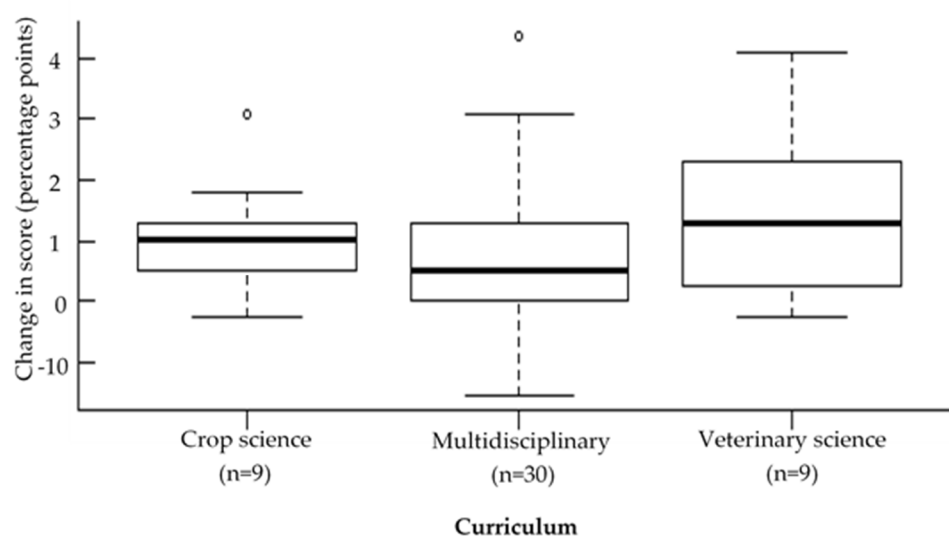 Change in score (percentage points)
4
3
2
1
0
-10
Crop science
(n=9)
Multidisciplinary
(n=30)
Veterinary science
(n=9)
Curriculum